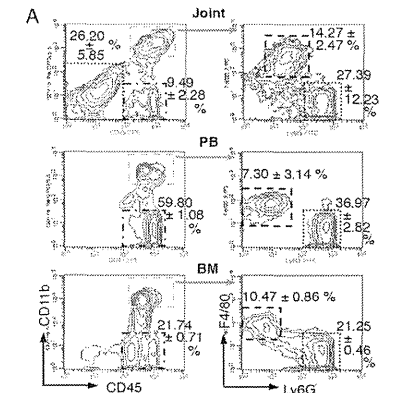 A
Joint
26.20
±
5.85
%
9.49
± 2.28
%
14.27 ±
2.47 %
27.39
±
12.23
%
PB
59.80
± 1.08
%
7.30 ± 3.14 %
36.97
±
2.82
%
BM
21.74
± 0.71
%
10.47 ± 0.86 %
21.25
±
0.46
%
CD11b
CD45
F4/80
Ly6G